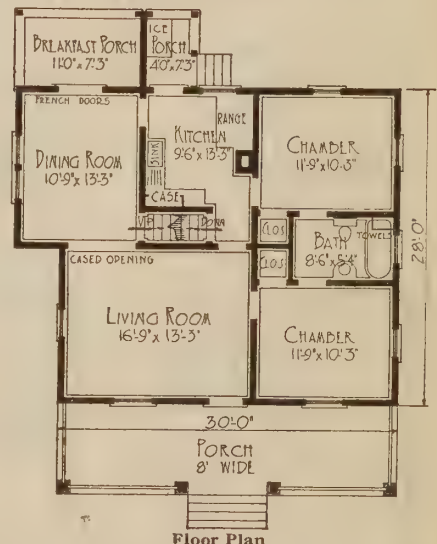 BREAKFAST PORCH
11'-0" x 7'-3"
ICE
PORCH
4'-0" x 7'-3"
FRENCH DOORS
DINING ROOM
10'-9" x 13'-3"
KITCHEN
9'-6" x 13'-3"
RANGE
SINK
CASE
UP
DOWN
CHAMBER
11'-9" x 10'-3"
CLOS
BATH
8'-6" x 5'-4"
TOWELS
CLOS
28'-0"
CASED OPENING
LIVING ROOM
16'-9" x 13'-3"
CHAMBER
11'-9" x 10'-3"
30'-0"
PORCH
8' WIDE
Floor Plan